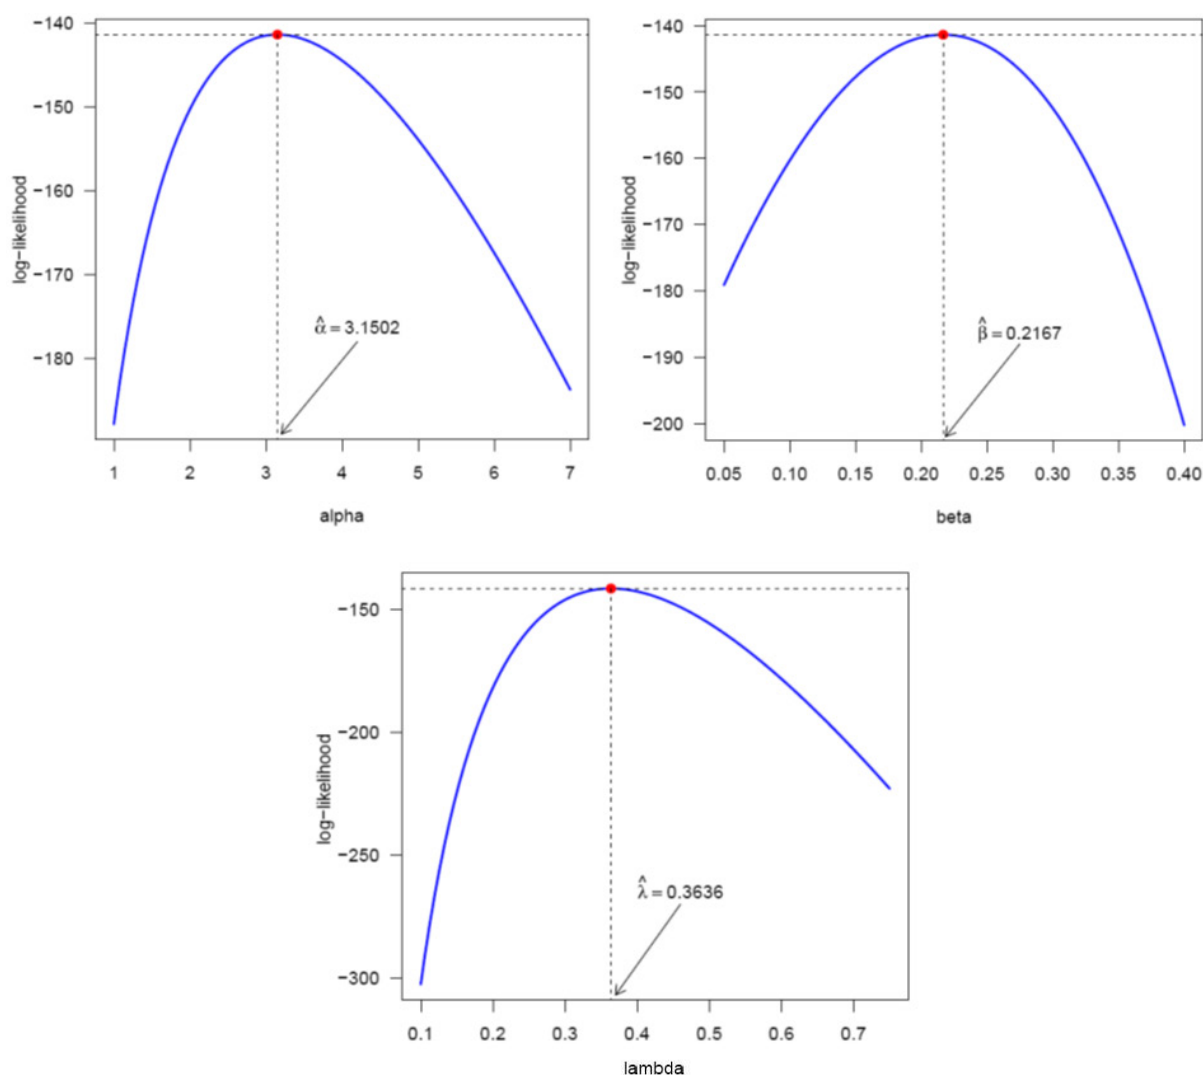 −140
−150
−160
−170
−180
log−likelihood
α̂ = 3.1502
1 2 3 4 5 6 7
alpha
−140
−150
−160
−170
−180
−190
−200
log−likelihood
β̂ = 0.2167
0.05 0.10 0.15 0.20 0.25 0.30 0.35 0.40
beta
−150
−200
−250
−300
log−likelihood
λ̂ = 0.3636
0.1 0.2 0.3 0.4 0.5 0.6 0.7
lambda